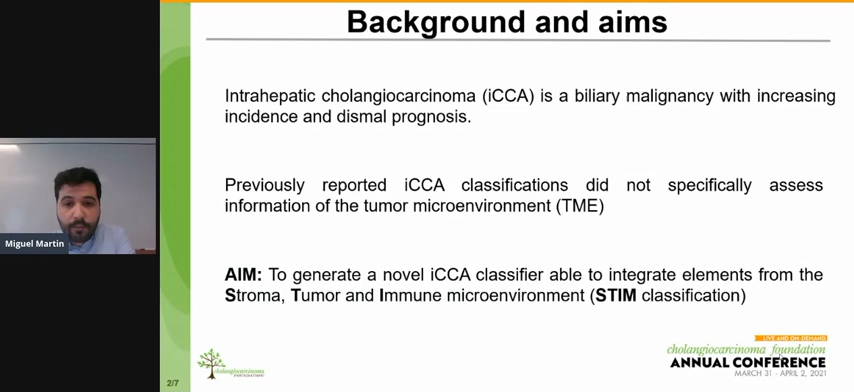 Background and aims
Intrahepatic cholangiocarcinoma (iCCA) is a biliary malignancy with increasing
incidence and dismal prognosis.
Previously reported iCCA classifications did not specifically assess
information of the tumor microenvironment (TME)
Miguel Martin
AIM: To generate a novel iCCA classifier able to integrate elements from the
Stroma, Tumor and Immune microenvironment (STIM classification)
LIVE AND ON DEMAND
cholangiocarcinoma foundation
ANNUAL CONFERENCE
MARCH 31 - APRIL 2, 2021
cholangiocarcinoma
FOUNDATION
2/7